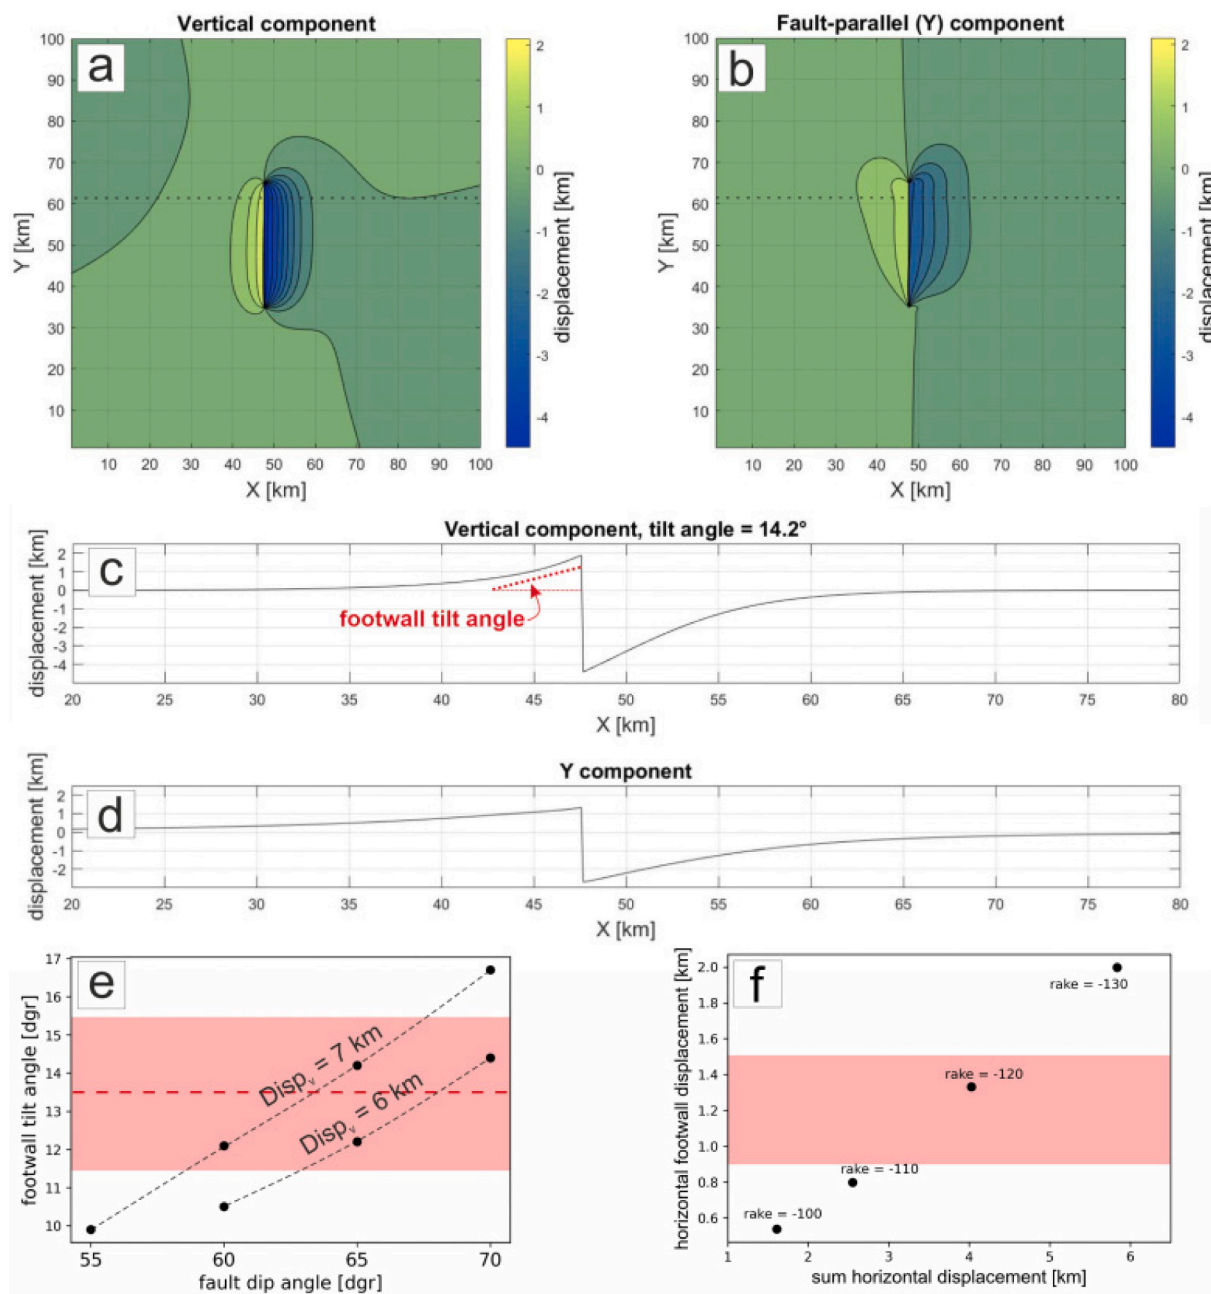 Vertical component
a
100
90
80
70
60
50
40
30
20
10
10 20 30 40 50 60 70 80 90 100
Y [km]
X [km]
2
1
0
-1
-2
-3
-4
displacement [km]
Fault-parallel (Y) component
b
100
90
80
70
60
50
40
30
20
10
10 20 30 40 50 60 70 80 90 100
Y [km]
X [km]
2
1
0
-1
-2
-3
-4
displacement [km]
Vertical component, tilt angle = 14.2°
c
displacement [km]
2
1
0
-1
-2
-3
-4
footwall tilt angle
20 25 30 35 40 45 50 55 60 65 70 75 80
X [km]
Y component
d
displacement [km]
2
1
0
-1
-2
20 25 30 35 40 45 50 55 60 65 70 75 80
X [km]
e
footwall tilt angle [dgr]
17
16
15
14
13
12
11
10
Dispᵥ = 7 km
Dispᵥ = 6 km
55 60 65 70
fault dip angle [dgr]
f
horizontal footwall displacement [km]
2.0
1.8
1.6
1.4
1.2
1.0
0.8
0.6
rake = -130
rake = -120
rake = -110
rake = -100
1 2 3 4 5 6
sum horizontal displacement [km]